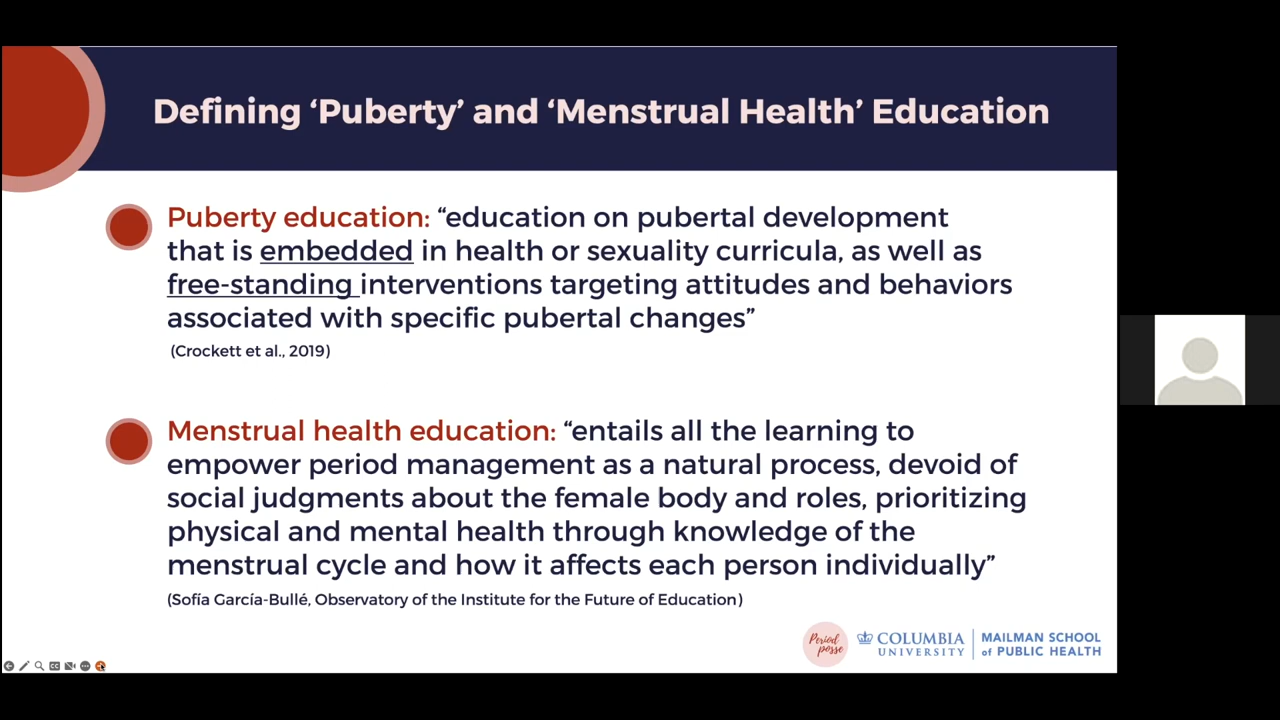 Defining ‘Puberty’ and ‘Menstrual Health’ Education
Puberty education: “education on pubertal development
that is embedded in health or sexuality curricula, as well as
free-standing interventions targeting attitudes and behaviors
associated with specific pubertal changes”
(Crockett et al., 2019)
Menstrual health education: “entails all the learning to
empower period management as a natural process, devoid of
social judgments about the female body and roles, prioritizing
physical and mental health through knowledge of the
menstrual cycle and how it affects each person individually”
(Sofía García-Bullé, Observatory of the Institute for the Future of Education)
Period
posse
COLUMBIA
UNIVERSITY
MAILMAN SCHOOL
of PUBLIC HEALTH